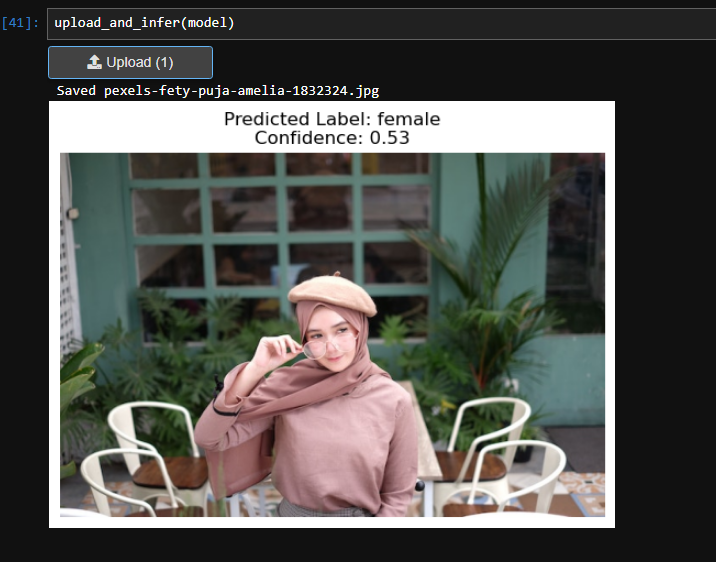 [41]: upload_and_infer(model)
Upload (1)
Saved pexels-fety-puja-amelia-1832324.jpg
Predicted Label: female
Confidence: 0.53